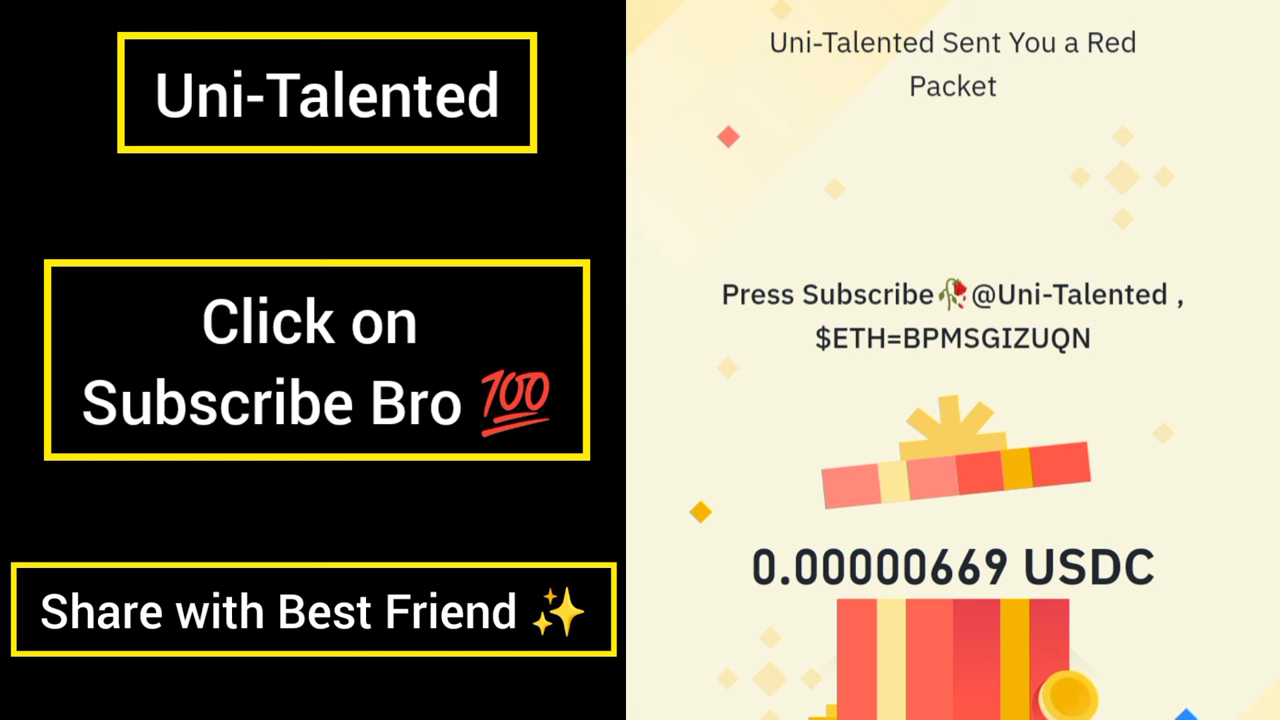 Uni-Talented
Click on
Subscribe Bro 💯
Share with Best Friend ✨
Uni-Talented Sent You a Red
Packet
Press Subscribe🥀@Uni-Talented ,
$ETH=BPMSGIZUQN
0.00000669 USDC